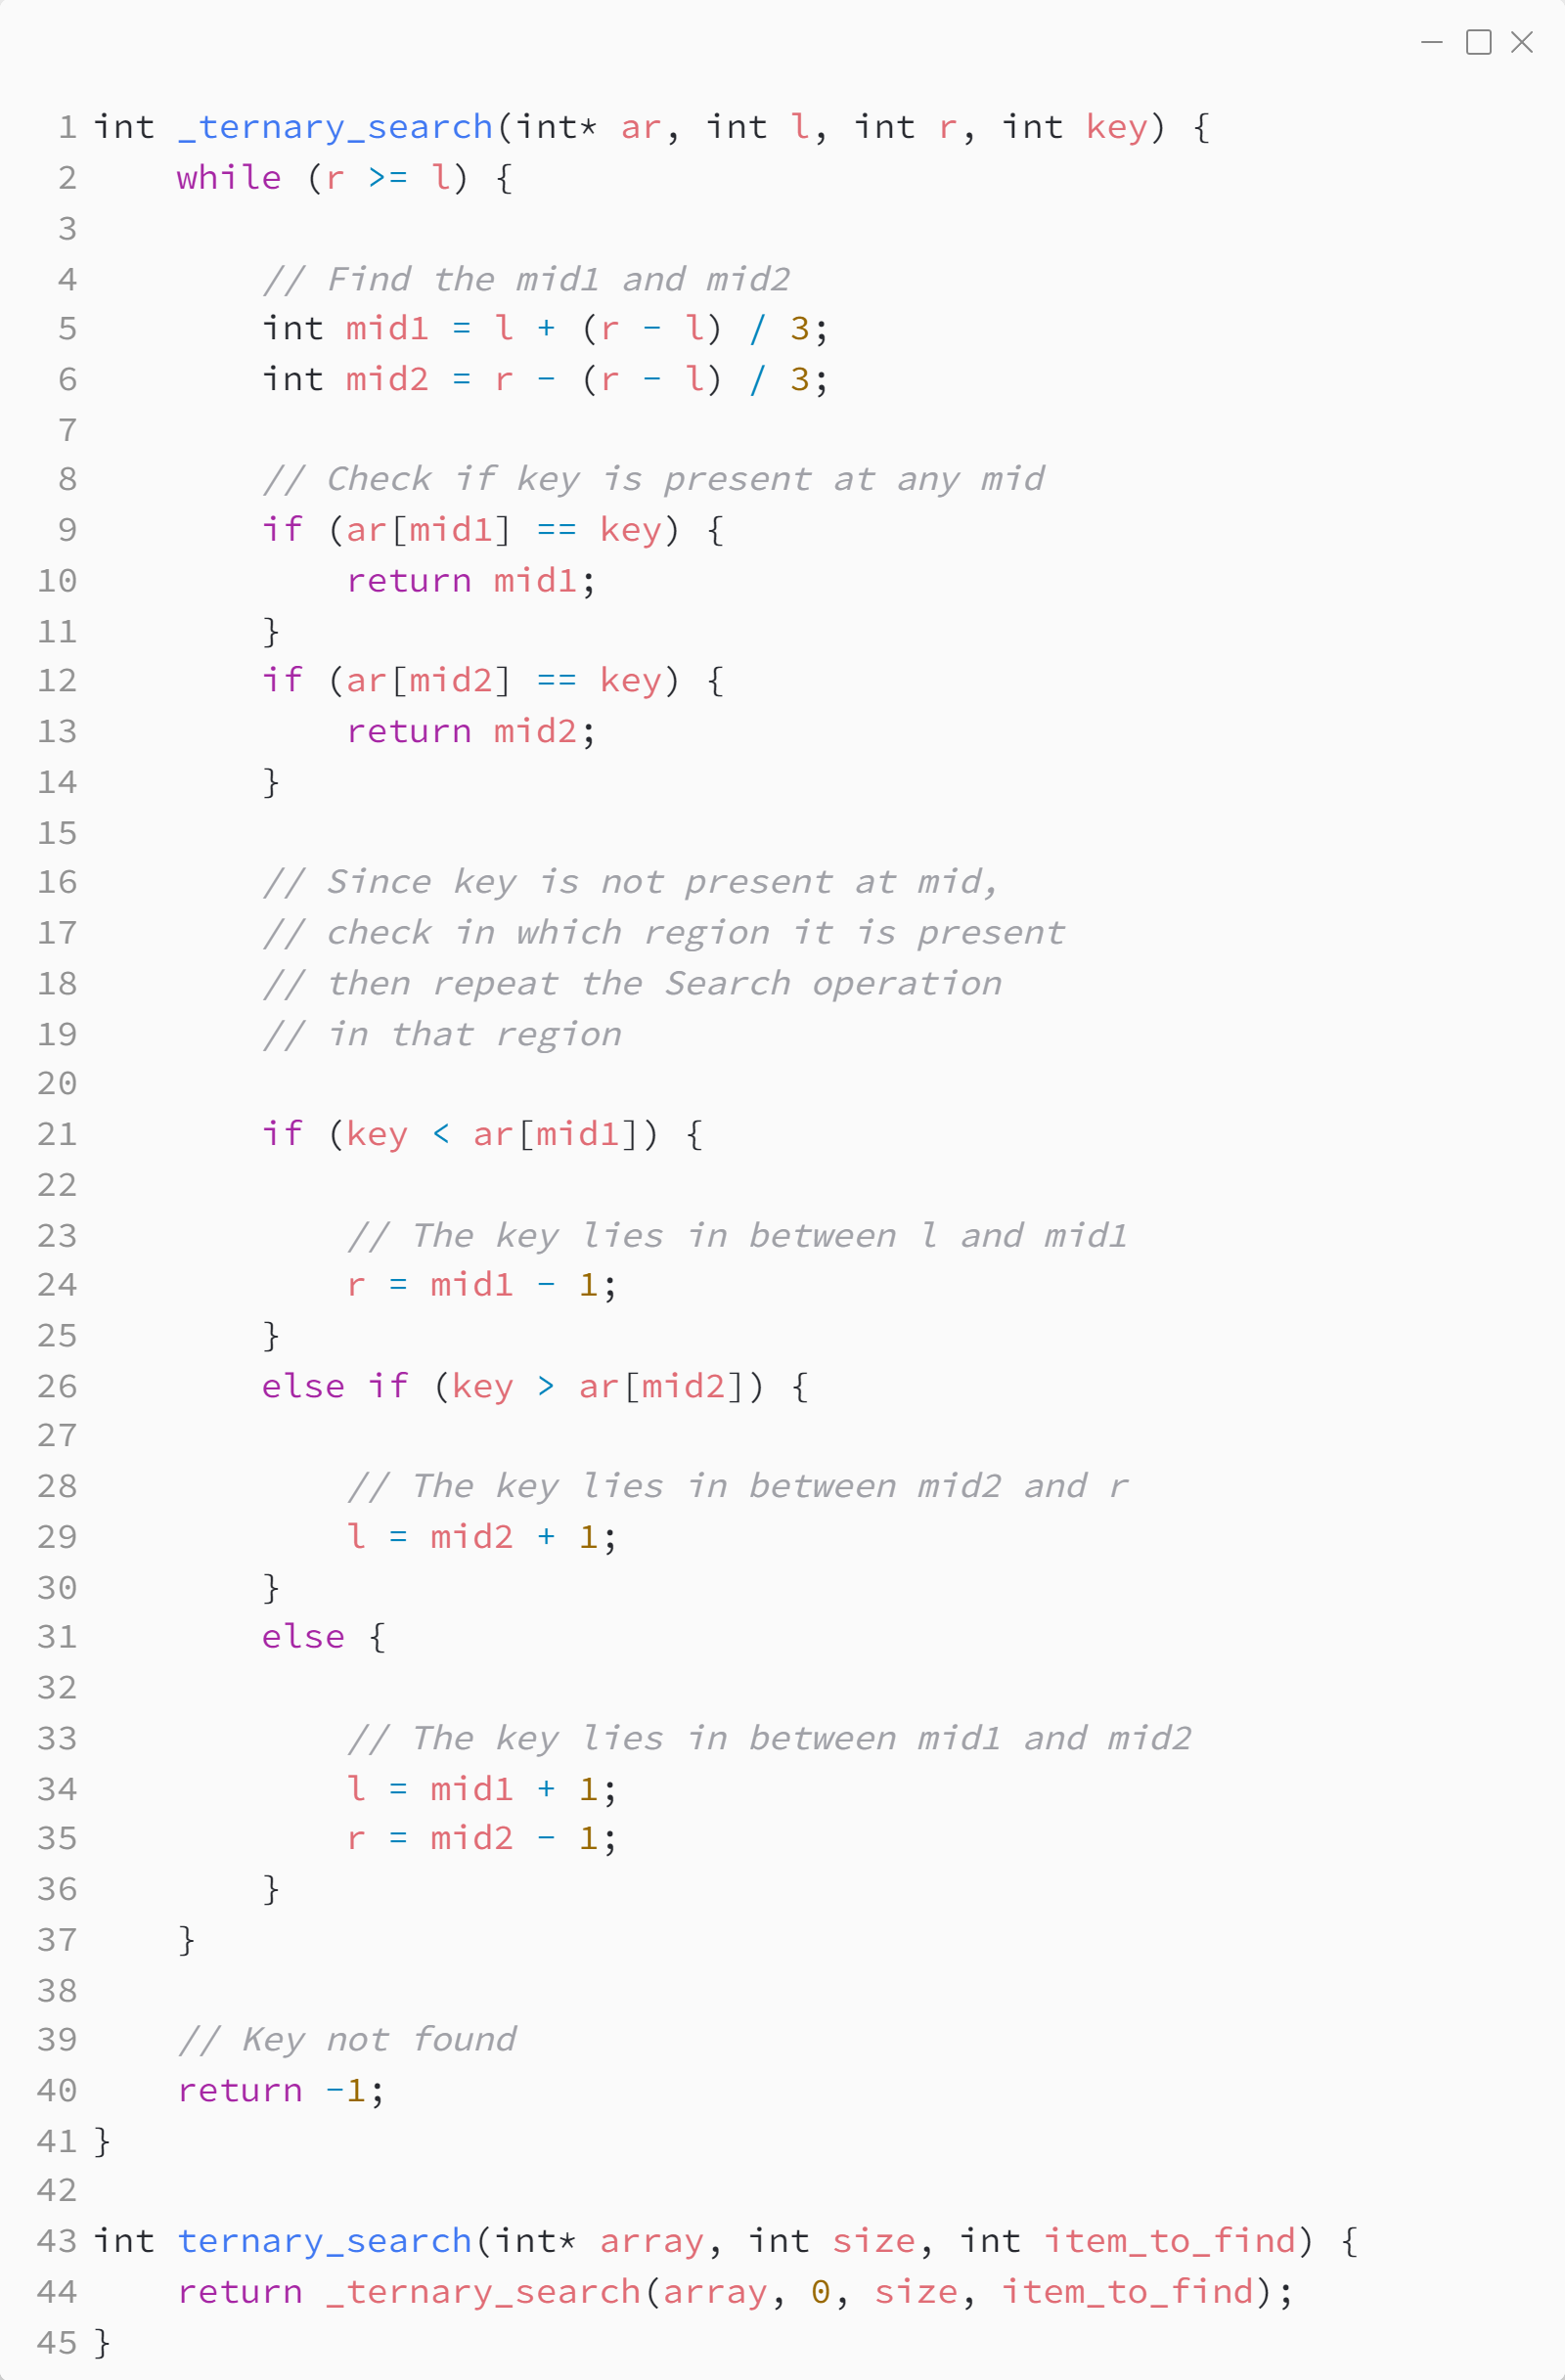 1 int _ternary_search(int* ar, int l, int r, int key) {
2     while (r >= l) {
3
4         // Find the mid1 and mid2
5         int mid1 = l + (r - l) / 3;
6         int mid2 = r - (r - l) / 3;
7
8         // Check if key is present at any mid
9         if (ar[mid1] == key) {
10             return mid1;
11         }
12         if (ar[mid2] == key) {
13             return mid2;
14         }
15
16         // Since key is not present at mid,
17         // check in which region it is present
18         // then repeat the Search operation
19         // in that region
20
21         if (key < ar[mid1]) {
22
23             // The key lies in between l and mid1
24             r = mid1 - 1;
25         }
26         else if (key > ar[mid2]) {
27
28             // The key lies in between mid2 and r
29             l = mid2 + 1;
30         }
31         else {
32
33             // The key lies in between mid1 and mid2
34             l = mid1 + 1;
35             r = mid2 - 1;
36         }
37     }
38
39     // Key not found
40     return -1;
41 }
42
43 int ternary_search(int* array, int size, int item_to_find) {
44     return _ternary_search(array, 0, size, item_to_find);
45 }